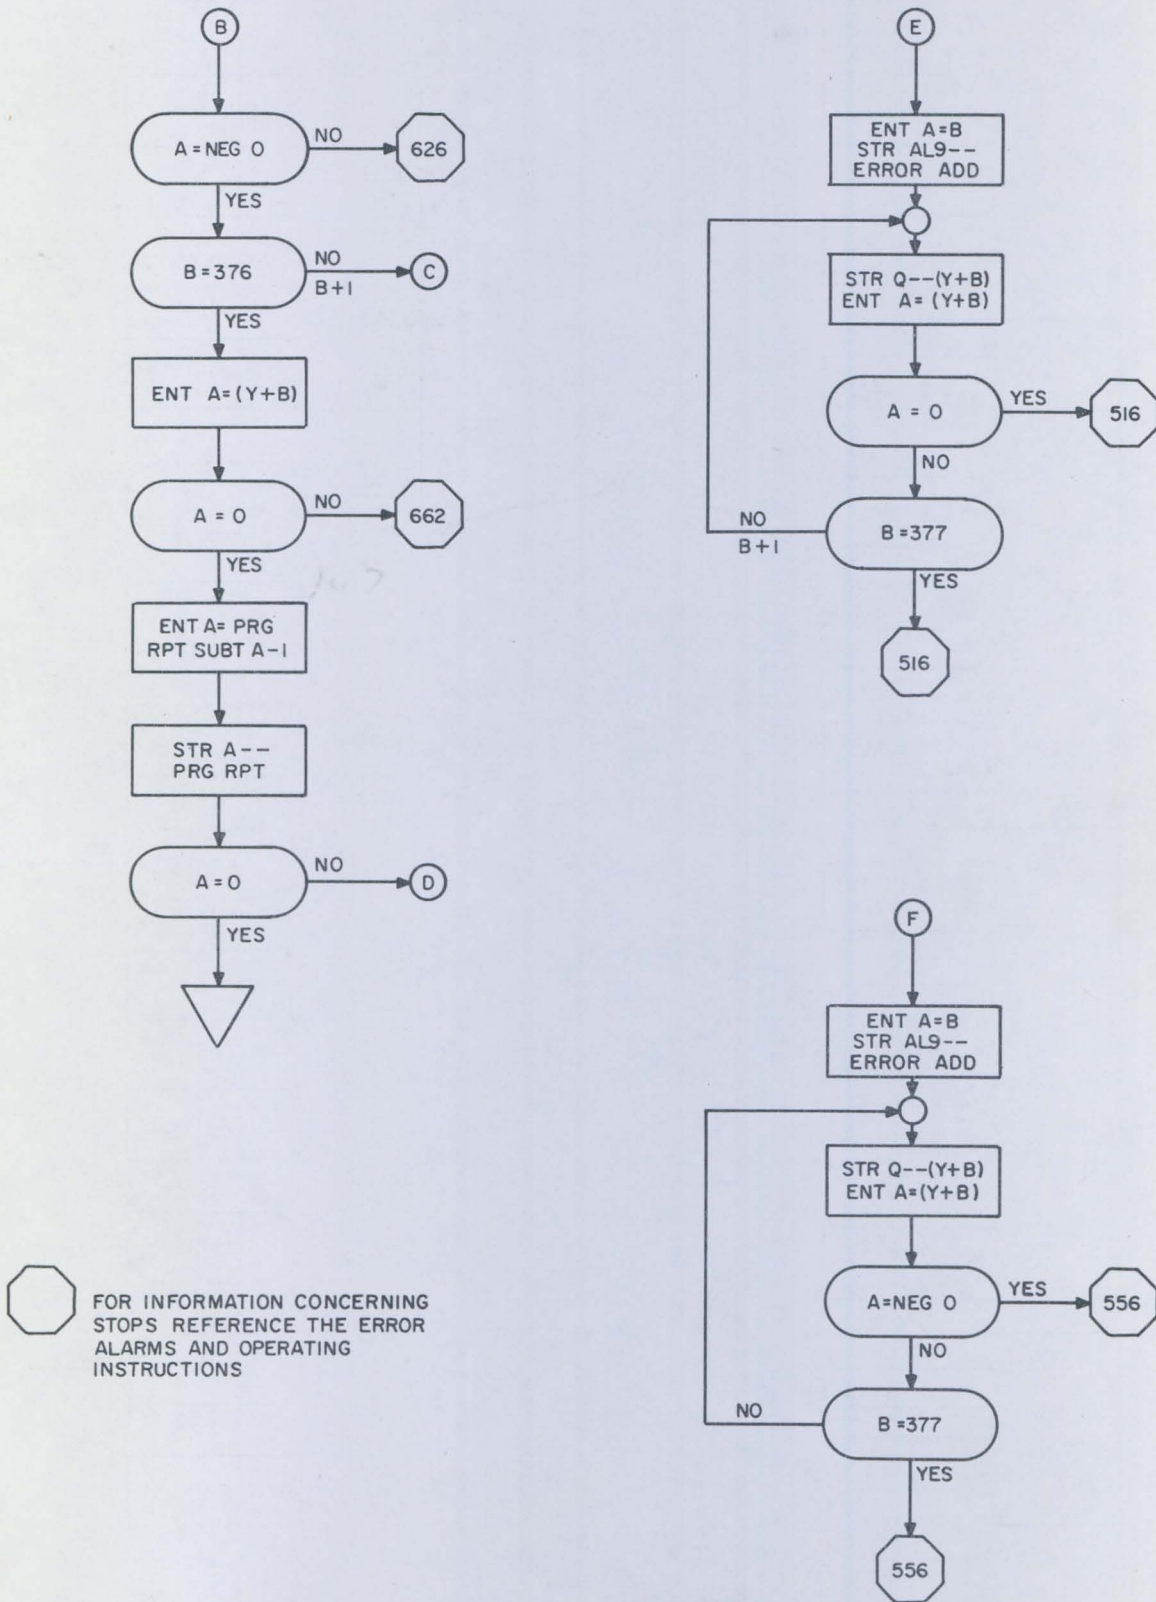 B
A=NEG 0
NO
626
YES
B=376
NO
B+1
C
YES
ENT A=(Y+B)
A=0
NO
662
YES
ENT A= PRG
RPT SUBT A-1
STR A--
PRG RPT
A=0
NO
D
YES
FOR INFORMATION CONCERNING
STOPS REFERENCE THE ERROR
ALARMS AND OPERATING
INSTRUCTIONS
E
ENT A=B
STR AL9--
ERROR ADD
STR Q--(Y+B)
ENT A=(Y+B)
A = 0
YES
516
NO
B=377
NO
B+1
YES
516
F
ENT A=B
STR AL9--
ERROR ADD
STR Q--(Y+B)
ENT A=(Y+B)
A=NEG 0
YES
556
NO
B=377
NO
YES
556